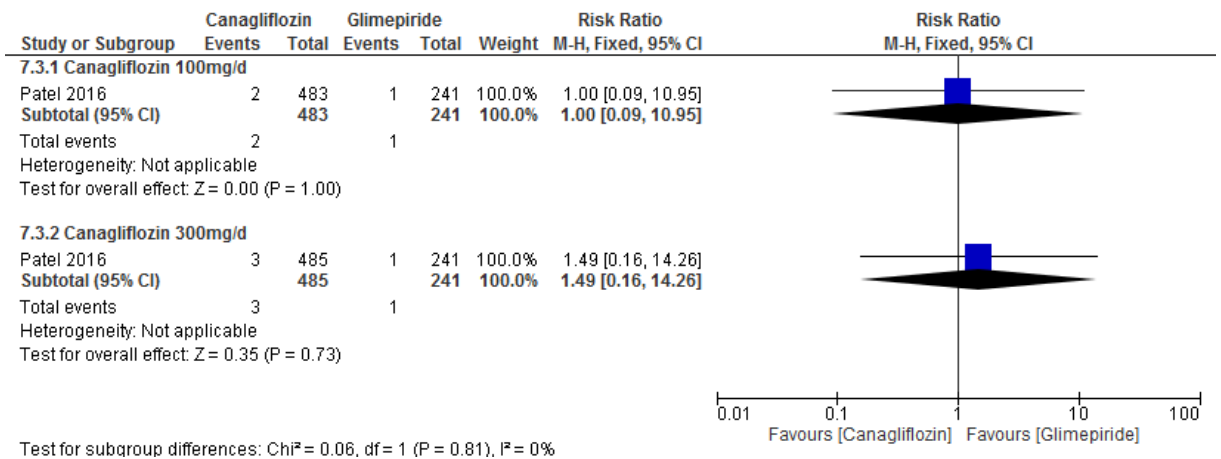 Canagliflozin Glimepiride Risk Ratio Risk Ratio
Study or Subgroup Events Total Events Total Weight M-H, Fixed, 95% CI M-H, Fixed, 95% CI
7.3.1 Canagliflozin 100mg/d
Patel 2016 2 483 1 241 100.0% 1.00 [0.09, 10.95]
Subtotal (95% CI) 483 241 100.0% 1.00 [0.09, 10.95]
Total events 2 1
Heterogeneity: Not applicable
Test for overall effect: Z = 0.00 (P = 1.00)
7.3.2 Canagliflozin 300mg/d
Patel 2016 3 485 1 241 100.0% 1.49 [0.16, 14.26]
Subtotal (95% CI) 485 241 100.0% 1.49 [0.16, 14.26]
Total events 3 1
Heterogeneity: Not applicable
Test for overall effect: Z = 0.35 (P = 0.73)
0.01 0.1 1 10 100
Favours [Canagliflozin] Favours [Glimepiride]
Test for subgroup differences: Chi² = 0.06, df = 1 (P = 0.81), I² = 0%